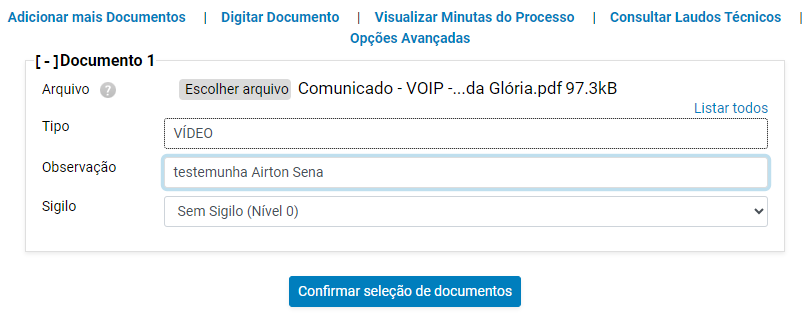 Adicionar mais Documentos | Digitar Documento | Visualizar Minutas do Processo | Consultar Laudos Técnicos |
Opções Avançadas
[-]Documento 1
Arquivo ? Escolher arquivo Comunicado - VOIP -...da Glória.pdf 97.3kB
Listar todos
Tipo VÍDEO
Observação testemunha Airton Sena
Sigilo Sem Sigilo (Nível 0)
Confirmar seleção de documentos